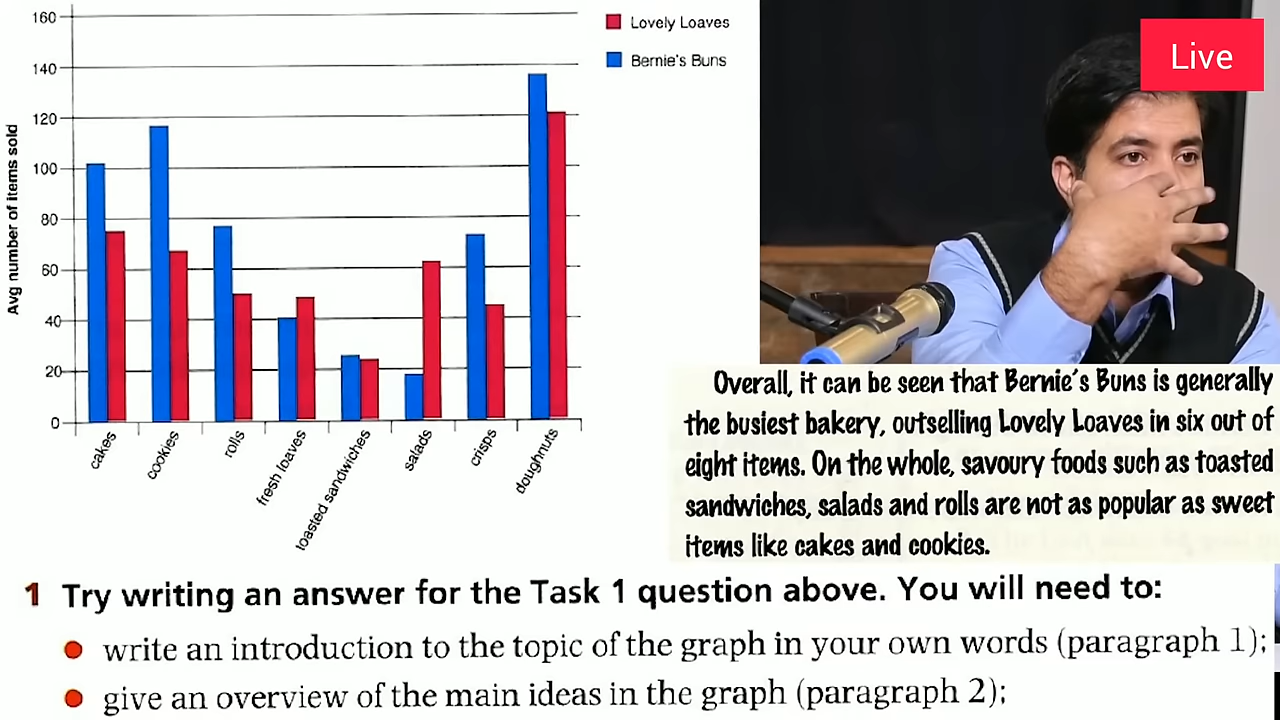 160
140
120
100
80
60
40
20
0
Avg number of items sold
cakes
cookies
rolls
fresh loaves
toasted sandwiches
salads
crisps
doughnuts
Lovely Loaves
Bernie's Buns
Live
Overall, it can be seen that Bernie's Buns is generally
the busiest bakery, outselling Lovely Loaves in six out of
eight items. On the whole, savoury foods such as toasted
sandwiches, salads and rolls are not as popular as sweet
items like cakes and cookies.
1 Try writing an answer for the Task 1 question above. You will need to:
• write an introduction to the topic of the graph in your own words (paragraph 1);
• give an overview of the main ideas in the graph (paragraph 2);